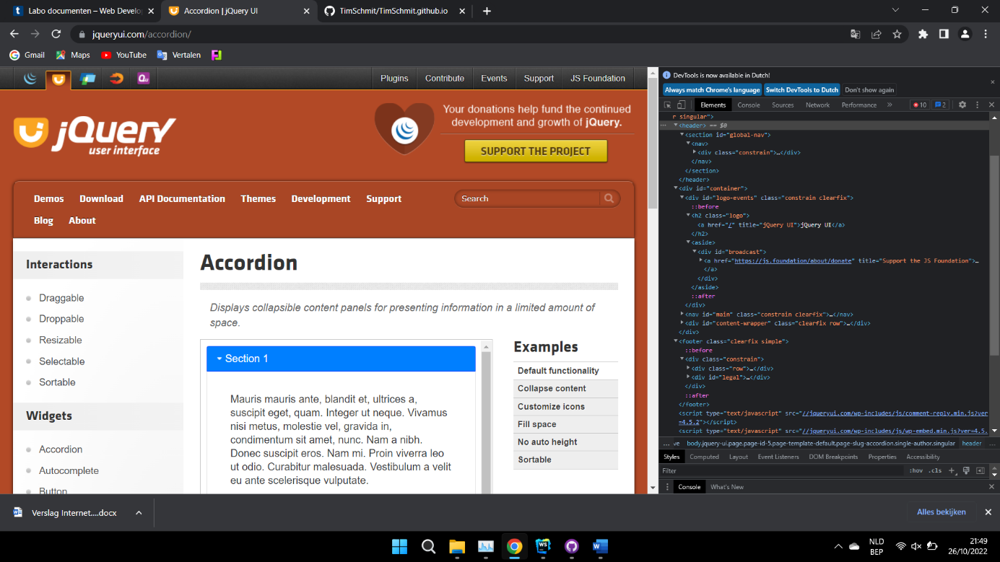 Labo documenten – Web Develo
Accordion | jQuery UI
TimSchmit/TimSchmit.github.io
jqueryui.com/accordion/
Gmail
Maps
YouTube
Vertalen
Plugins
Contribute
Events
Support
JS Foundation
jQuery
user interface
Your donations help fund the continued
development and growth of jQuery.
SUPPORT THE PROJECT
Demos
Download
API Documentation
Themes
Development
Support
Blog
About
Search
Interactions
Draggable
Droppable
Resizable
Selectable
Sortable
Widgets
Accordion
Autocomplete
Button
Accordion
Displays collapsible content panels for presenting information in a limited amount of
space.
Section 1
Mauris mauris ante, blandit et, ultrices a,
suscipit eget, quam. Integer ut neque. Vivamus
nisi metus, molestie vel, gravida in,
condimentum sit amet, nunc. Nam a nibh.
Donec suscipit eros. Nam mi. Proin viverra leo
ut odio. Curabitur malesuada. Vestibulum a velit
eu ante scelerisque vulputate.
Examples
Default functionality
Collapse content
Customize icons
Fill space
No auto height
Sortable
DevTools is now available in Dutch!
Always match Chrome's language
Switch DevTools to Dutch
Don't show again
Elements
Console
Sources
Network
Performance
»
10
2
r singular">
<header> == $0
<section id="global-nav">
<nav>
<div class="constrain">…</div>
</nav>
</section>
</header>
<div id="container">
<div id="logo-events" class="constrain clearfix">
::before
<h2 class="logo">
<a href="/" title="jQuery UI">jQuery UI</a>
</h2>
<aside>
<div id="broadcast">
<a href="https://js.foundation/about/donate" title="Support the JS Foundation">…
</a>
</div>
</aside>
::after
</div>
<nav id="main" class="constrain clearfix">…</nav>
<div id="content-wrapper" class="clearfix row">…</div>
</div>
<footer class="clearfix simple">
::before
<div class="constrain">
<div class="row">…</div>
<div id="legal">…</div>
</div>
::after
</footer>
<script type="text/javascript" src="//jqueryui.com/wp-includes/js/comment-reply.min.js?ver
=4.5.2"></script>
<script type="text/javascript" src="//jqueryui.com/wp-includes/js/wp-embed.min.js?ver=4.5.
… ve body.jquery-ui.page.page-id-5.page-template-default.page-slug-accordion.single-author.singular header …
Styles
Computed
Layout
Event Listeners
DOM Breakpoints
Properties
Accessibility
Filter
:hov
.cls
Console
What's New
Verslag Internet....docx
Alles bekijken
NLD
BEP
21:49
26/10/2022